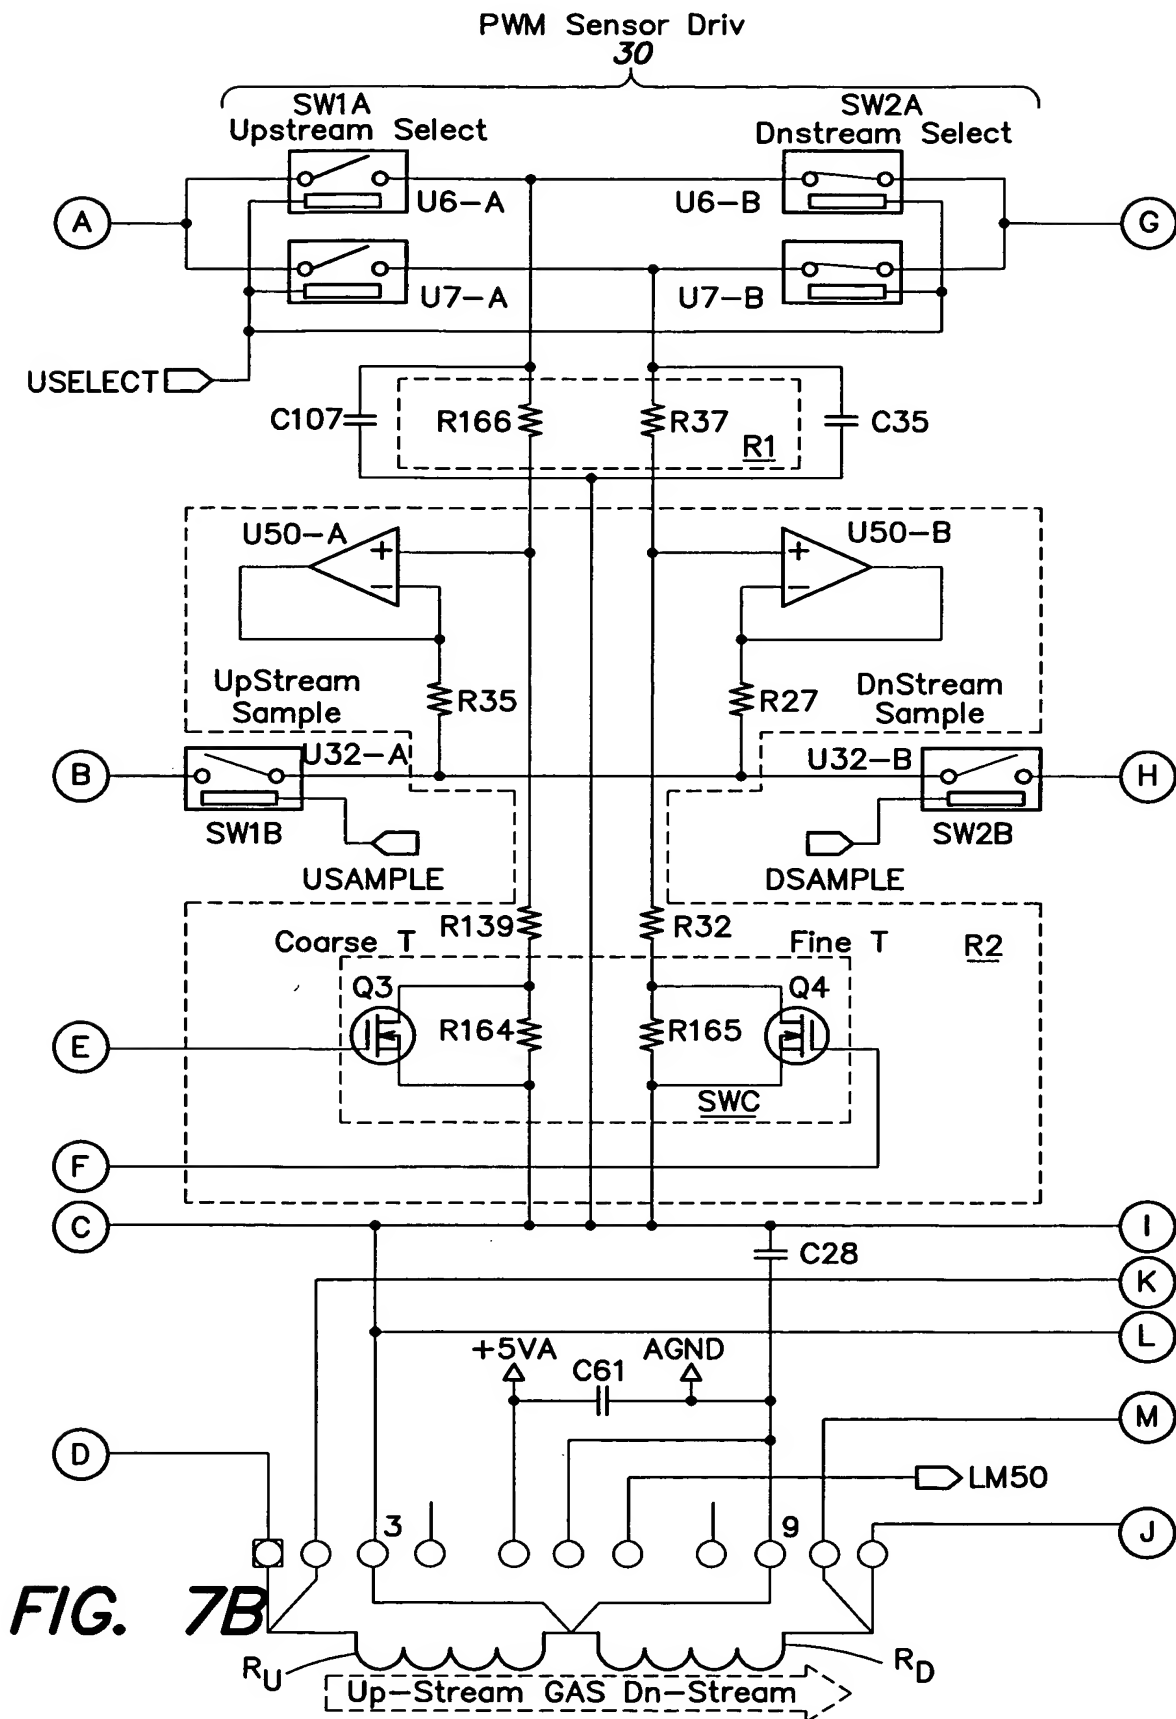 PWM Sensor Driv
30
SW1A
Upstream Select
SW2A
Dnstream Select
A
U6-A
U6-B
G
U7-A
U7-B
USELECT
C107
R166
R37
C35
R1
U50-A
+
−
U50-B
+
−
UpStream
Sample
R35
R27
DnStream
Sample
B
U32-A
U32-B
H
SW1B
SW2B
USAMPLE
DSAMPLE
R139
R32
Coarse T
Fine T
R2
Q3
Q4
E
R164
R165
SWC
F
C
I
C28
K
L
+5VA
C61
AGND
M
D
LM50
3
9
J
FIG. 7B
RU
RD
Up-Stream GAS Dn-Stream